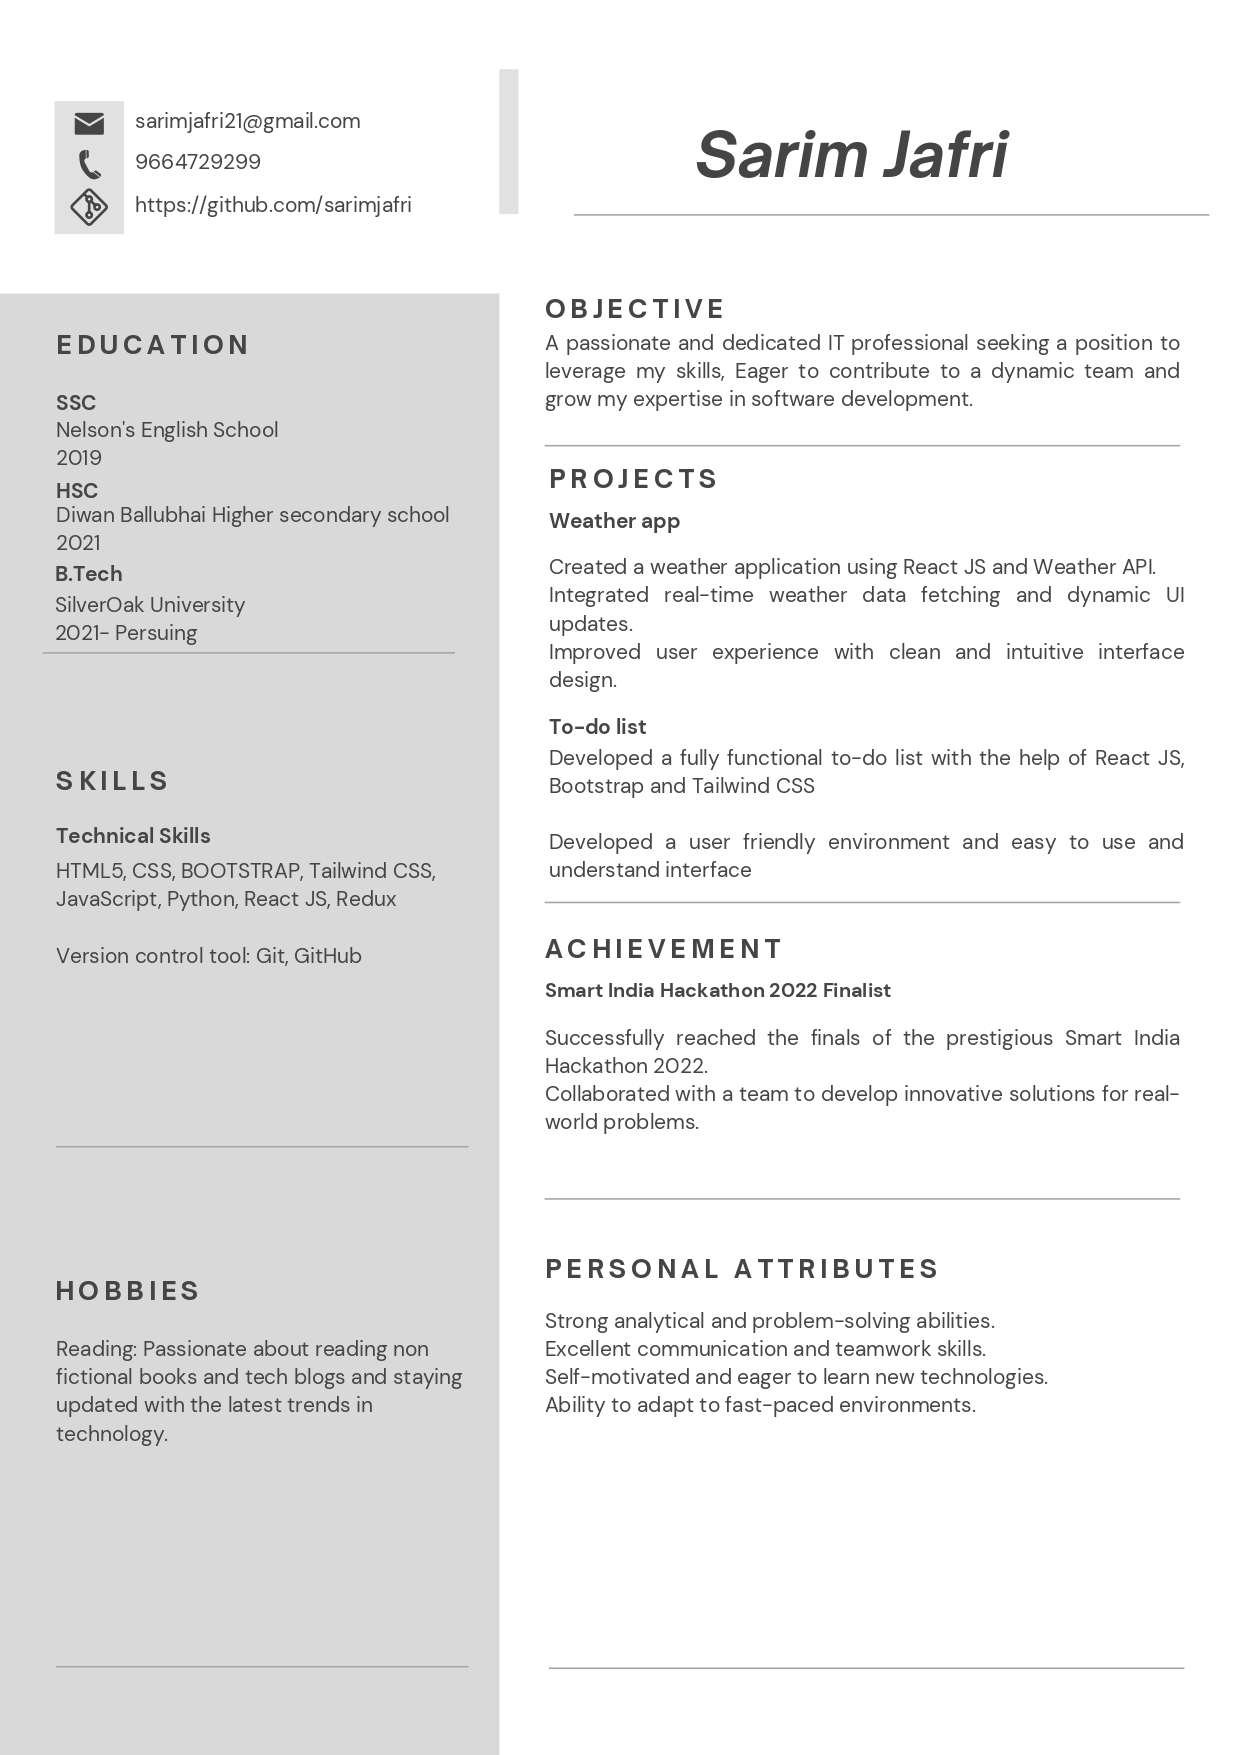 sarimjafri21@gmail.com
9664729299
https://github.com/sarimjafri
Sarim Jafri
EDUCATION
SSC
Nelson's English School
2019
HSC
Diwan Ballubhai Higher secondary school
2021
B.Tech
SilverOak University
2021- Persuing
SKILLS
Technical Skills
HTML5, CSS, BOOTSTRAP, Tailwind CSS,
JavaScript, Python, React JS, Redux
Version control tool: Git, GitHub
HOBBIES
Reading: Passionate about reading non
fictional books and tech blogs and staying
updated with the latest trends in
technology.
OBJECTIVE
A passionate and dedicated IT professional seeking a position to
leverage my skills, Eager to contribute to a dynamic team and
grow my expertise in software development.
PROJECTS
Weather app
Created a weather application using React JS and Weather API.
Integrated real-time weather data fetching and dynamic UI
updates.
Improved user experience with clean and intuitive interface
design.
To-do list
Developed a fully functional to-do list with the help of React JS,
Bootstrap and Tailwind CSS
Developed a user friendly environment and easy to use and
understand interface
ACHIEVEMENT
Smart India Hackathon 2022 Finalist
Successfully reached the finals of the prestigious Smart India
Hackathon 2022.
Collaborated with a team to develop innovative solutions for real-
world problems.
PERSONAL ATTRIBUTES
Strong analytical and problem-solving abilities.
Excellent communication and teamwork skills.
Self-motivated and eager to learn new technologies.
Ability to adapt to fast-paced environments.